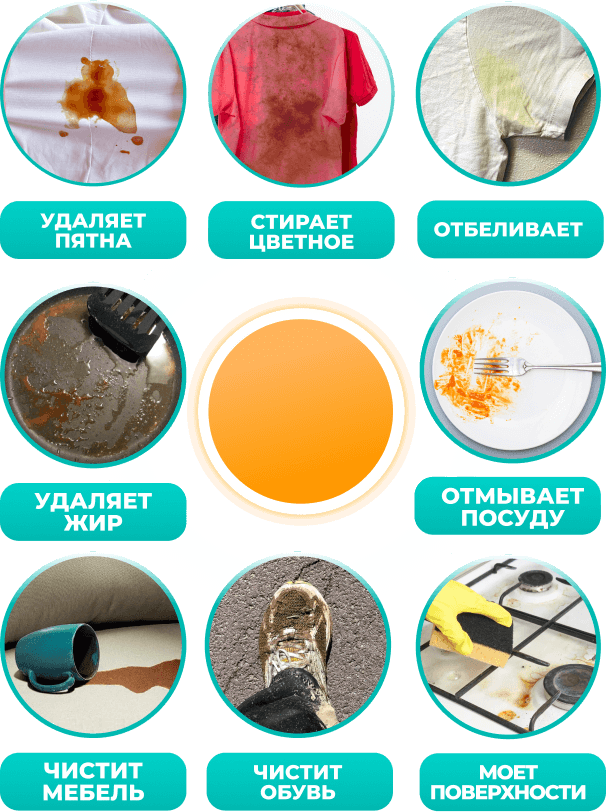 УДАЛЯЕТ
ПЯТНА
СТИРАЕТ
ЦВЕТНОЕ
ОТБЕЛИВАЕТ
УДАЛЯЕТ
ЖИР
ОТМЫВАЕТ
ПОСУДУ
ЧИСТИТ
МЕБЕЛЬ
ЧИСТИТ
ОБУВЬ
МОЕТ
ПОВЕРХНОСТИ